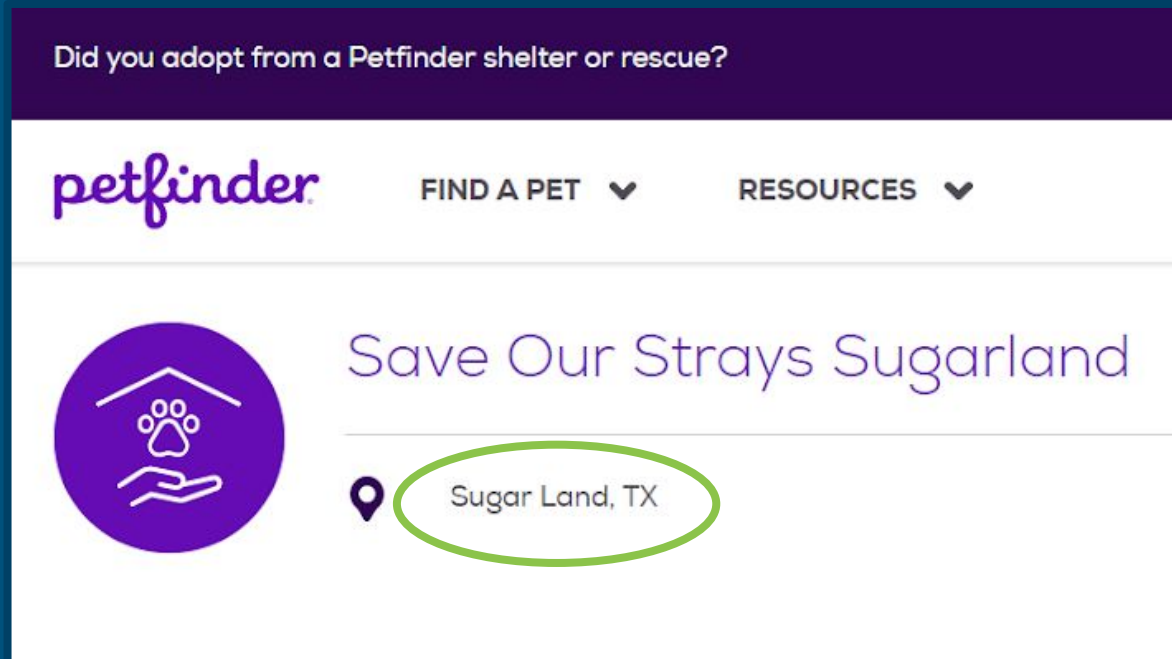 Did you adopt from a Petfinder shelter or rescue?
petfinder
FIND A PET
RESOURCES
Save Our Strays Sugarland
Sugar Land, TX